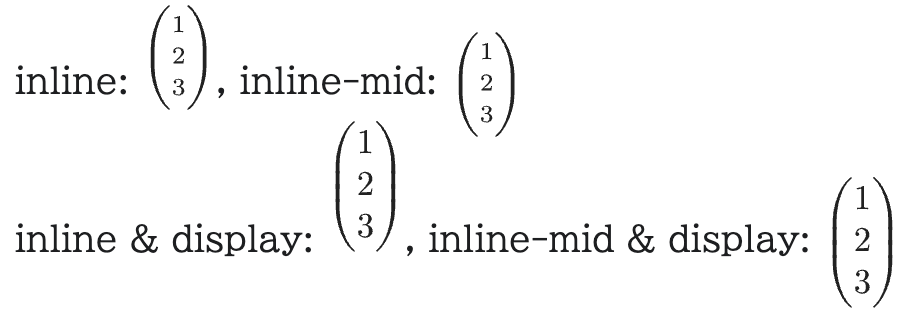 inline: (1 2 3), inline-mid: (1 2 3)
inline & display: (1 2 3), inline-mid & display: (1 2 3)